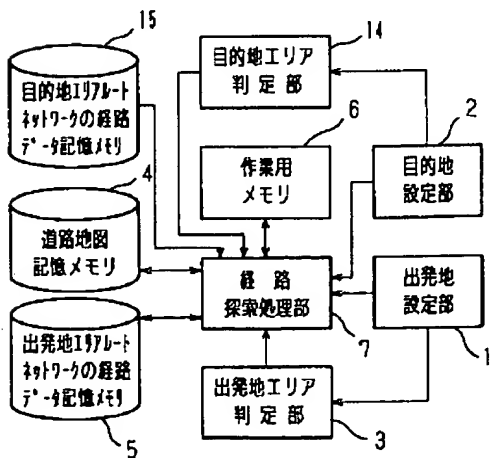 15
目的地エリアルート
ネットワークの経路
データ記憶メモリ
目的地エリア
判定部
14
6
作業用
メモリ
2
目的地
設定部
4
道路地図
記憶メモリ
経路
探索処理部
7
出発地
設定部
1
出発地エリアルート
ネットワークの経路
データ記憶メモリ
5
出発地エリア
判定部
3